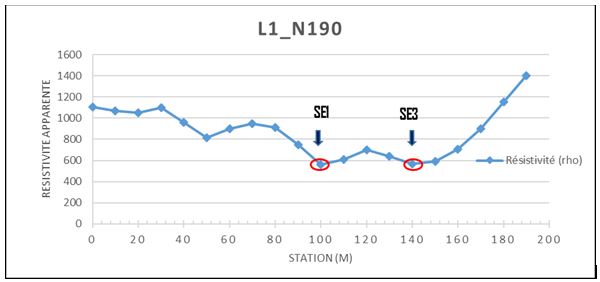 L1_N190
1600
1400
1200
1000
800
600
400
200
0
RESISTIVITE APPARENTE
SE1
SE3
Résistivité (rho)
0 20 40 60 80 100 120 140 160 180 200
STATION (M)